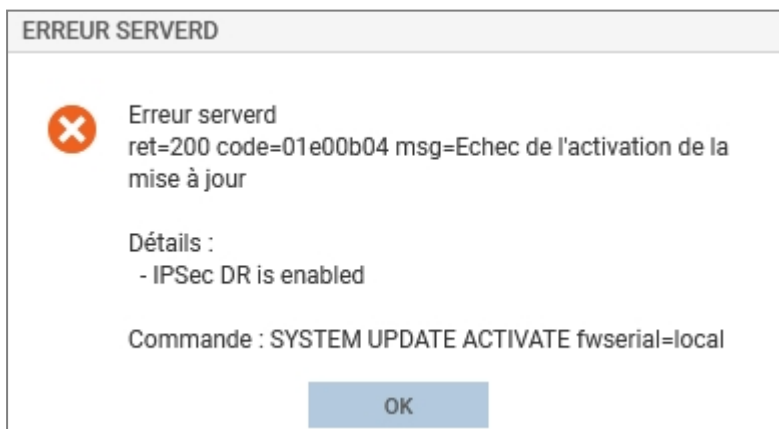 ERREUR SERVERD
Erreur serverd
ret=200 code=01e00b04 msg=Echec de l'activation de la
mise à jour
Détails :
- IPSec DR is enabled
Commande : SYSTEM UPDATE ACTIVATE fwserial=local
OK